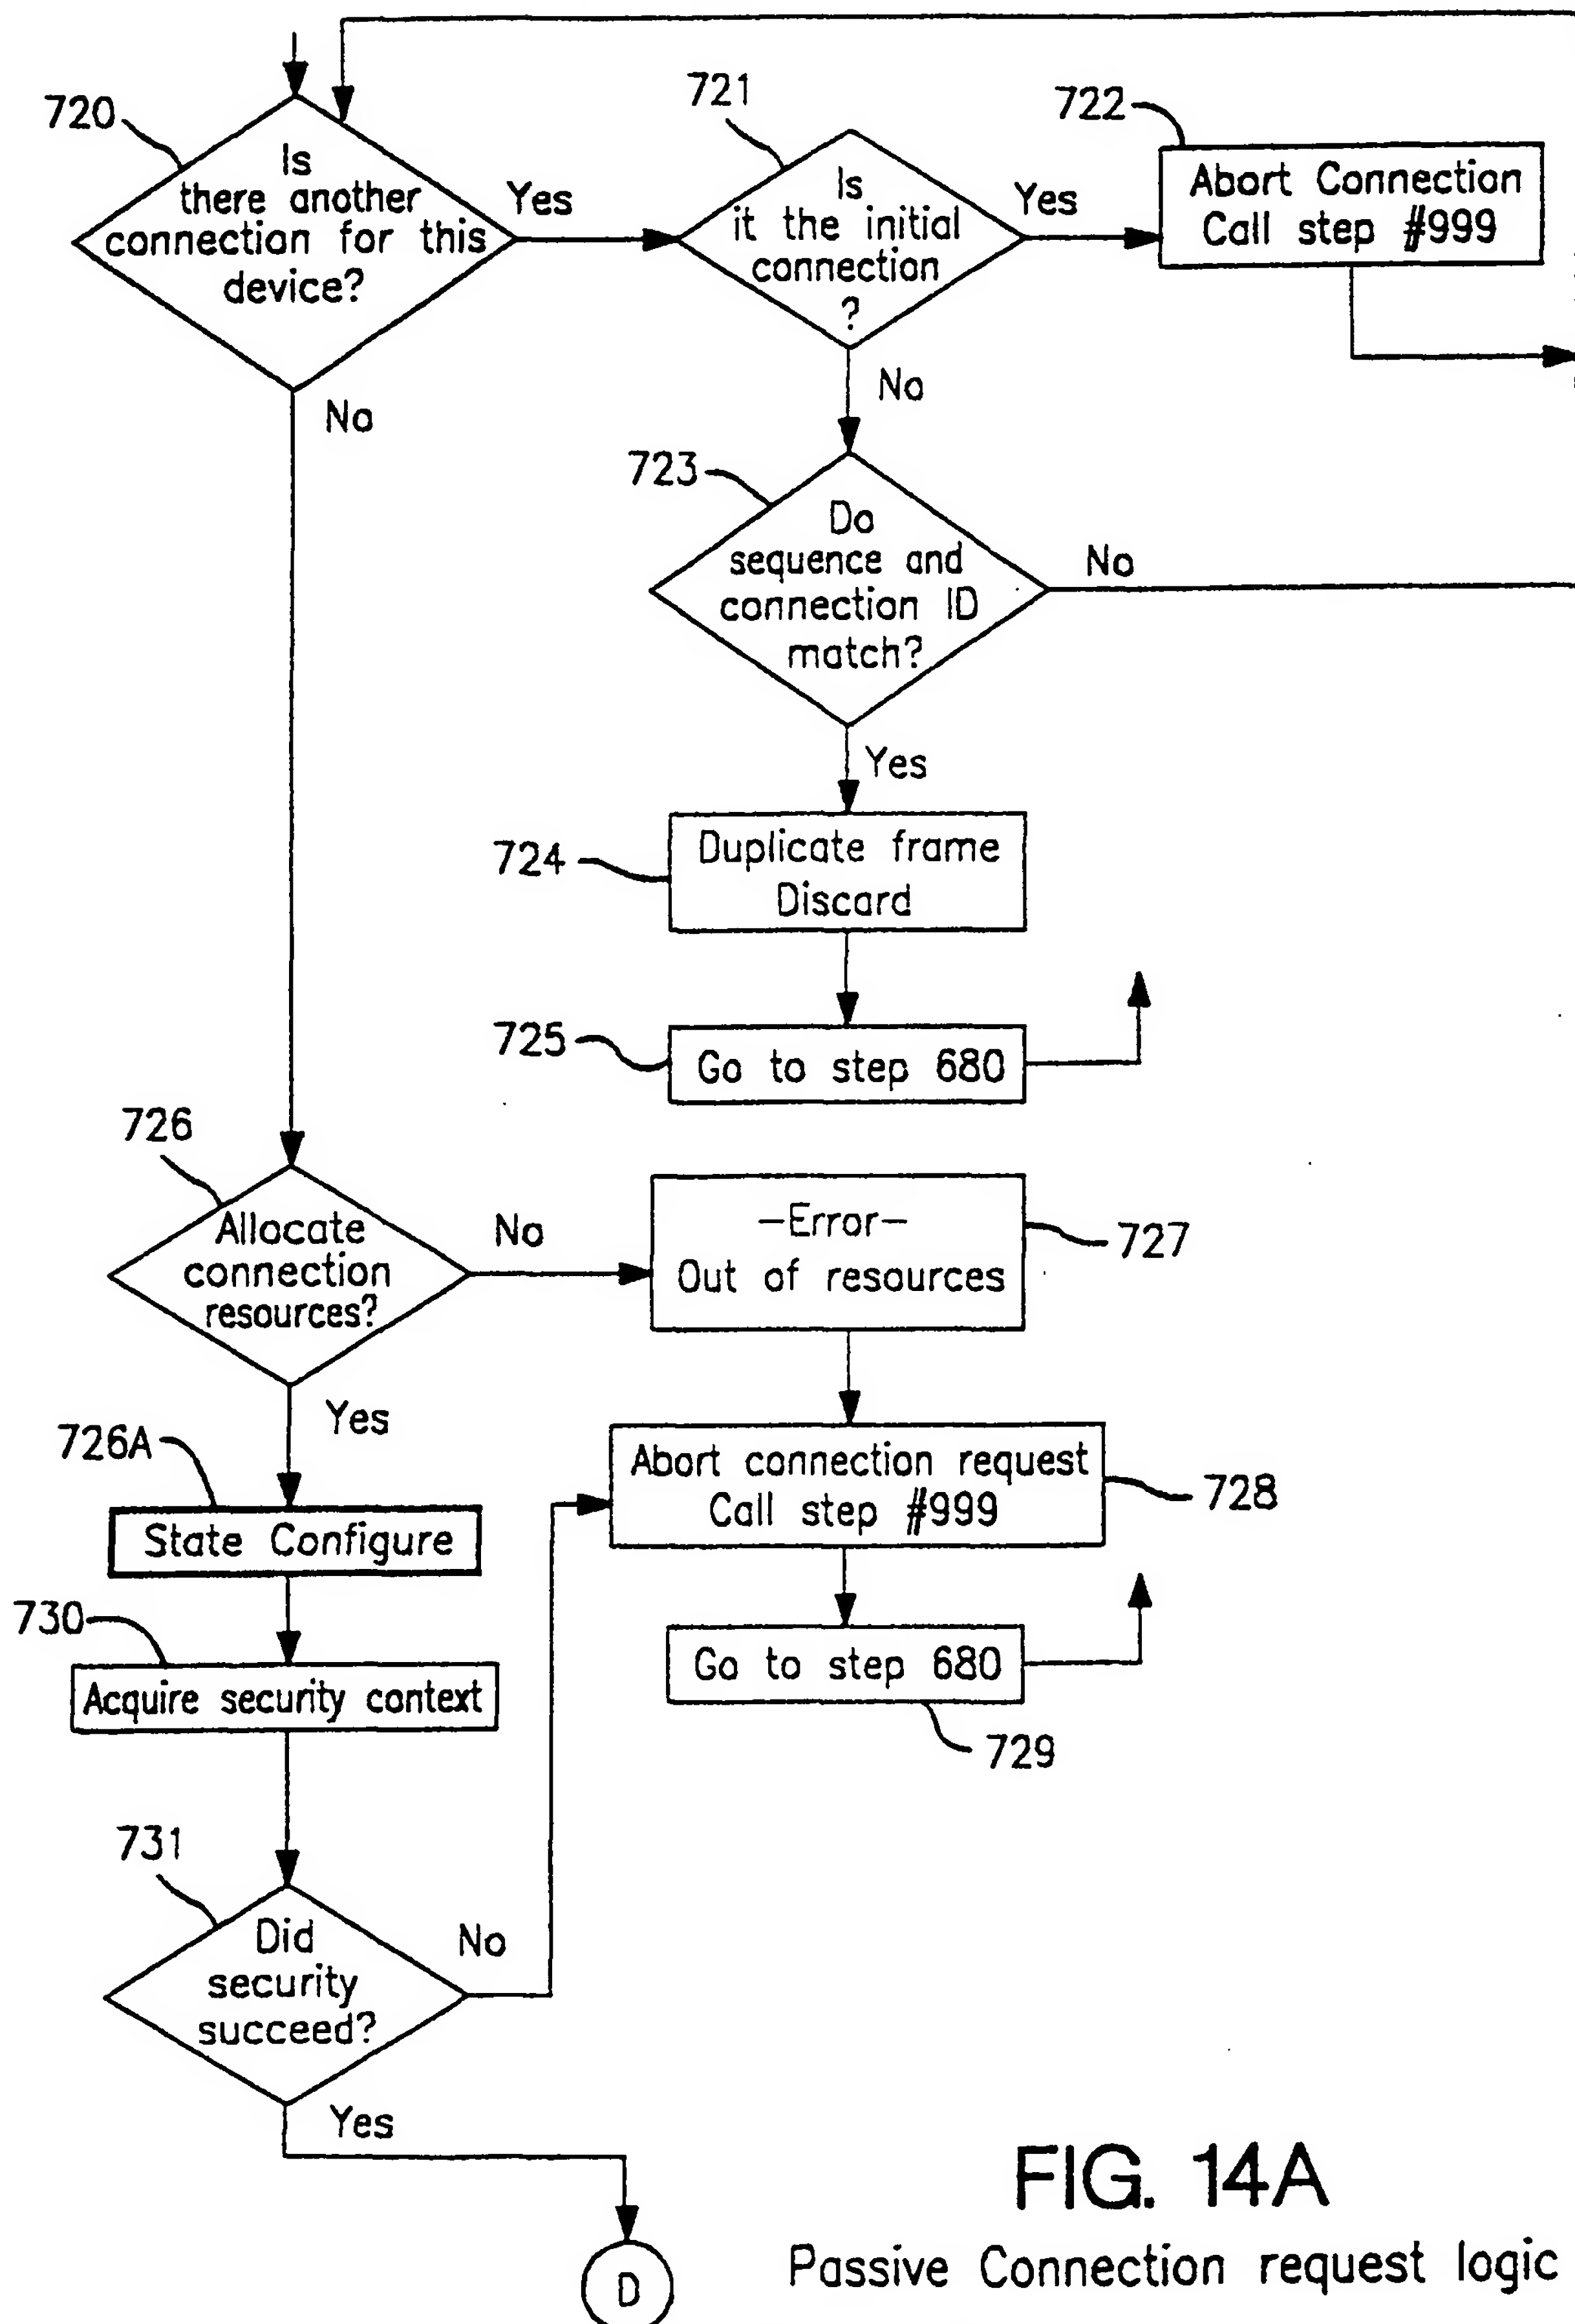 720
Is
there another
connection for this
device?
Yes
No
721
Is
it the initial
connection
?
Yes
No
722
Abort Connection
Call step #999
723
Do
sequence and
connection ID
match?
No
Yes
724
Duplicate frame
Discard
725
Go to step 680
726
Allocate
connection
resources?
No
Yes
–Error–
Out of resources
727
726A
State Configure
Abort connection request
Call step #999
728
730
Acquire security context
Go to step 680
729
731
Did
security
succeed?
No
Yes
D
FIG. 14A
Passive Connection request logic